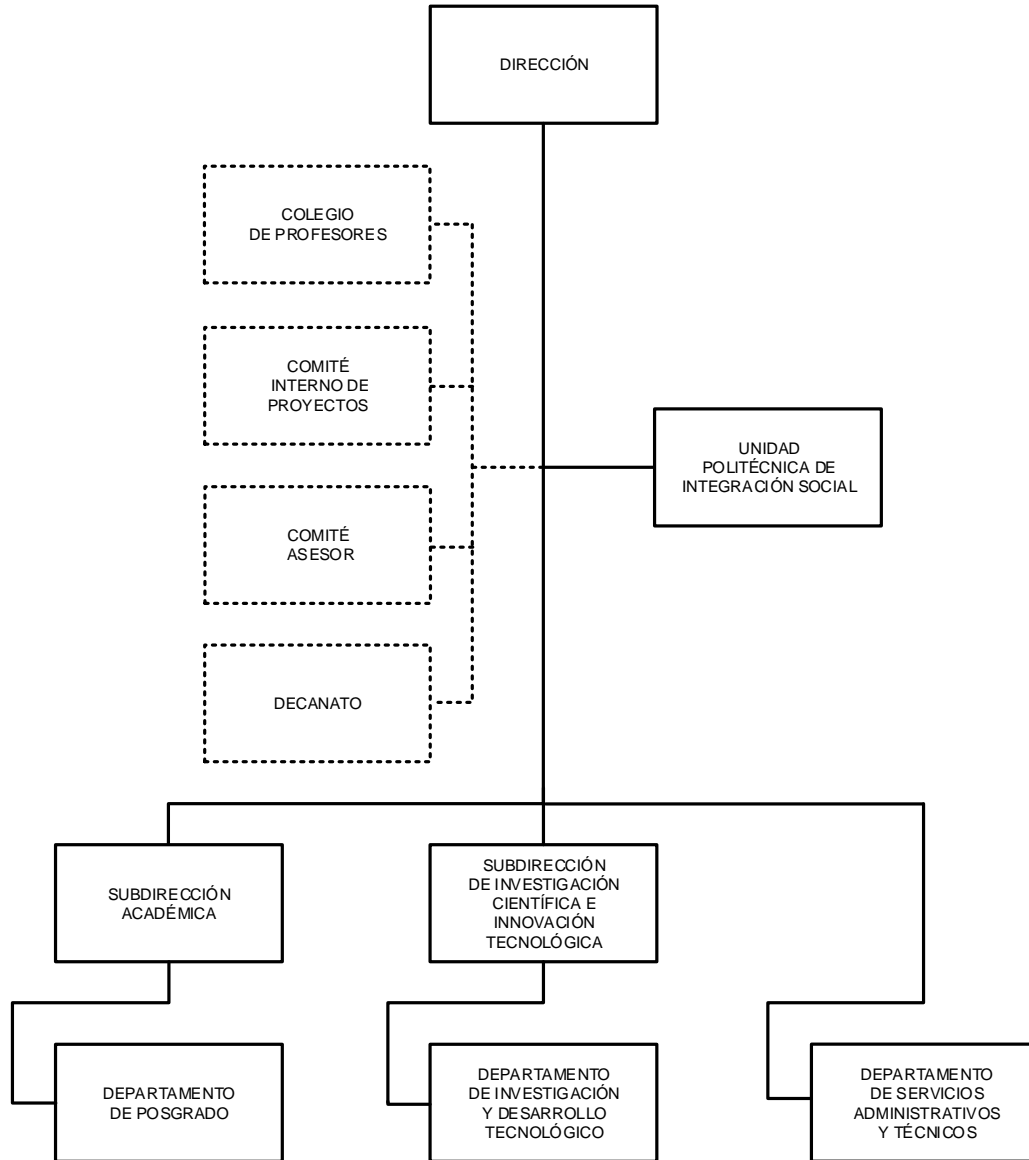 DIRECCIÓN
COLEGIO
DE PROFESORES
COMITÉ
INTERNO DE
PROYECTOS
UNIDAD
POLITÉCNICA DE
INTEGRACIÓN SOCIAL
COMITÉ
ASESOR
DECANATO
SUBDIRECCIÓN
ACADÉMICA
SUBDIRECCIÓN
DE INVESTIGACIÓN
CIENTÍFICA E
INNOVACIÓN
TECNOLÓGICA
DEPARTAMENTO
DE POSGRADO
DEPARTAMENTO
DE INVESTIGACIÓN
Y DESARROLLO
TECNOLÓGICO
DEPARTAMENTO
DE SERVICIOS
ADMINISTRATIVOS
Y TÉCNICOS